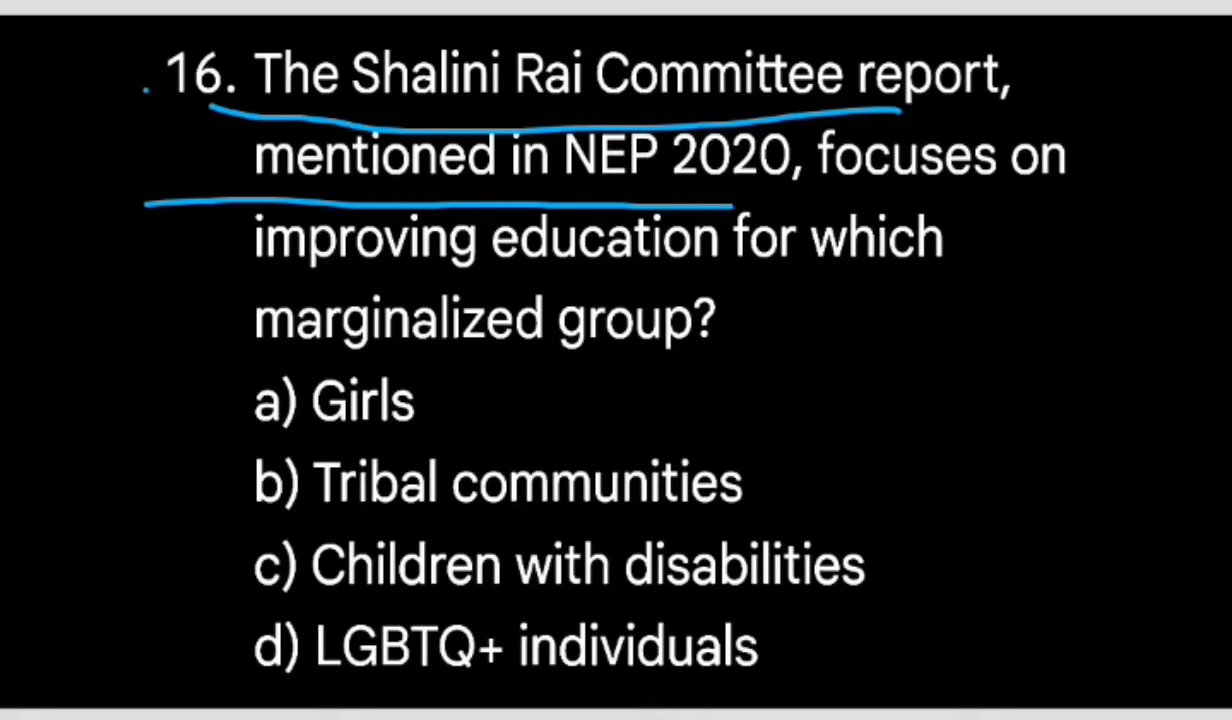 16. The Shalini Rai Committee report,
mentioned in NEP 2020, focuses on
improving education for which
marginalized group?
a) Girls
b) Tribal communities
c) Children with disabilities
d) LGBTQ+ individuals